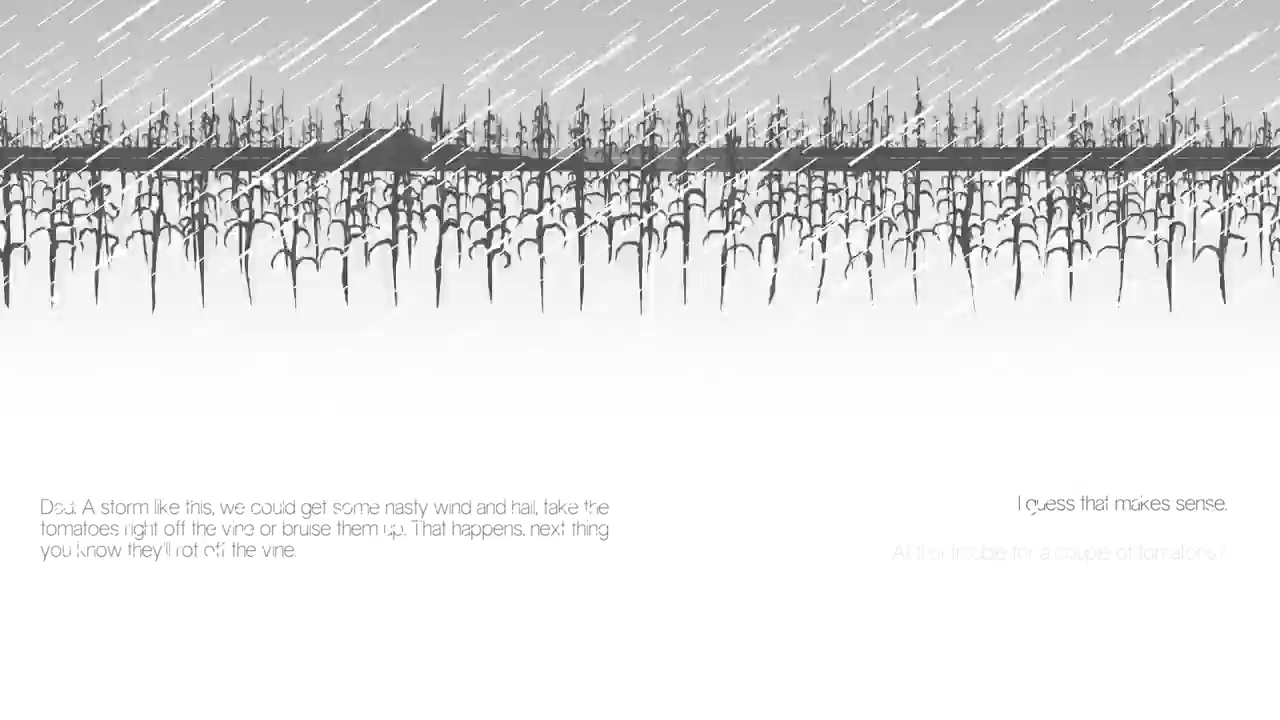 Dad: A storm like this, we could get some nasty wind and hail, take the
tomatoes right off the vine or bruise them up. That happens, next thing
you know they'll rot off the vine.
I guess that makes sense.
All that trouble for a couple of tomatoes?